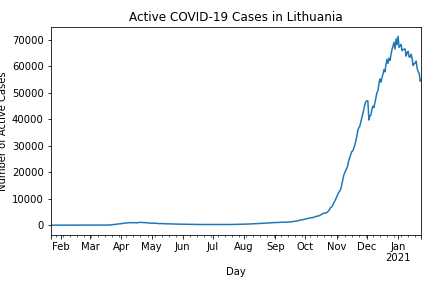 Active COVID-19 Cases in Lithuania
Number of Active Cases
70000
60000
50000
40000
30000
20000
10000
0
Feb Mar Apr May Jun Jul Aug Sep Oct Nov Dec Jan
2021
Day